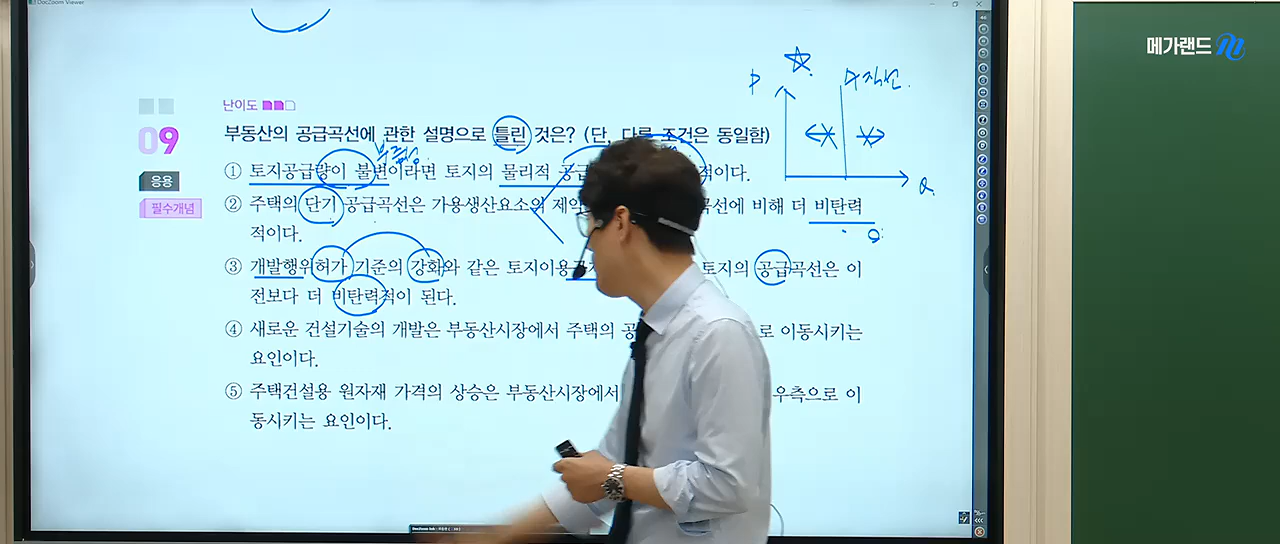 DocZoom Viewer
메가랜드
난이도
09
응용
필수개념
부동산의 공급곡선에 관한 설명으로 틀린 것은? (단, 다른 조건은 동일함)
① 토지공급량이 불변이라면 토지의 물리적 공급 적이다.
② 주택의 단기 공급곡선은 가용생산요소의 제약 곡선에 비해 더 비탄력
적이다.
③ 개발행위허가 기준의 강화와 같은 토지이용규제 토지의 공급곡선은 이
전보다 더 비탄력적이 된다.
④ 새로운 건설기술의 개발은 부동산시장에서 주택의 공 로 이동시키는
요인이다.
⑤ 주택건설용 원자재 가격의 상승은 부동산시장에서 우측으로 이
동시키는 요인이다.
P
수직선
Q